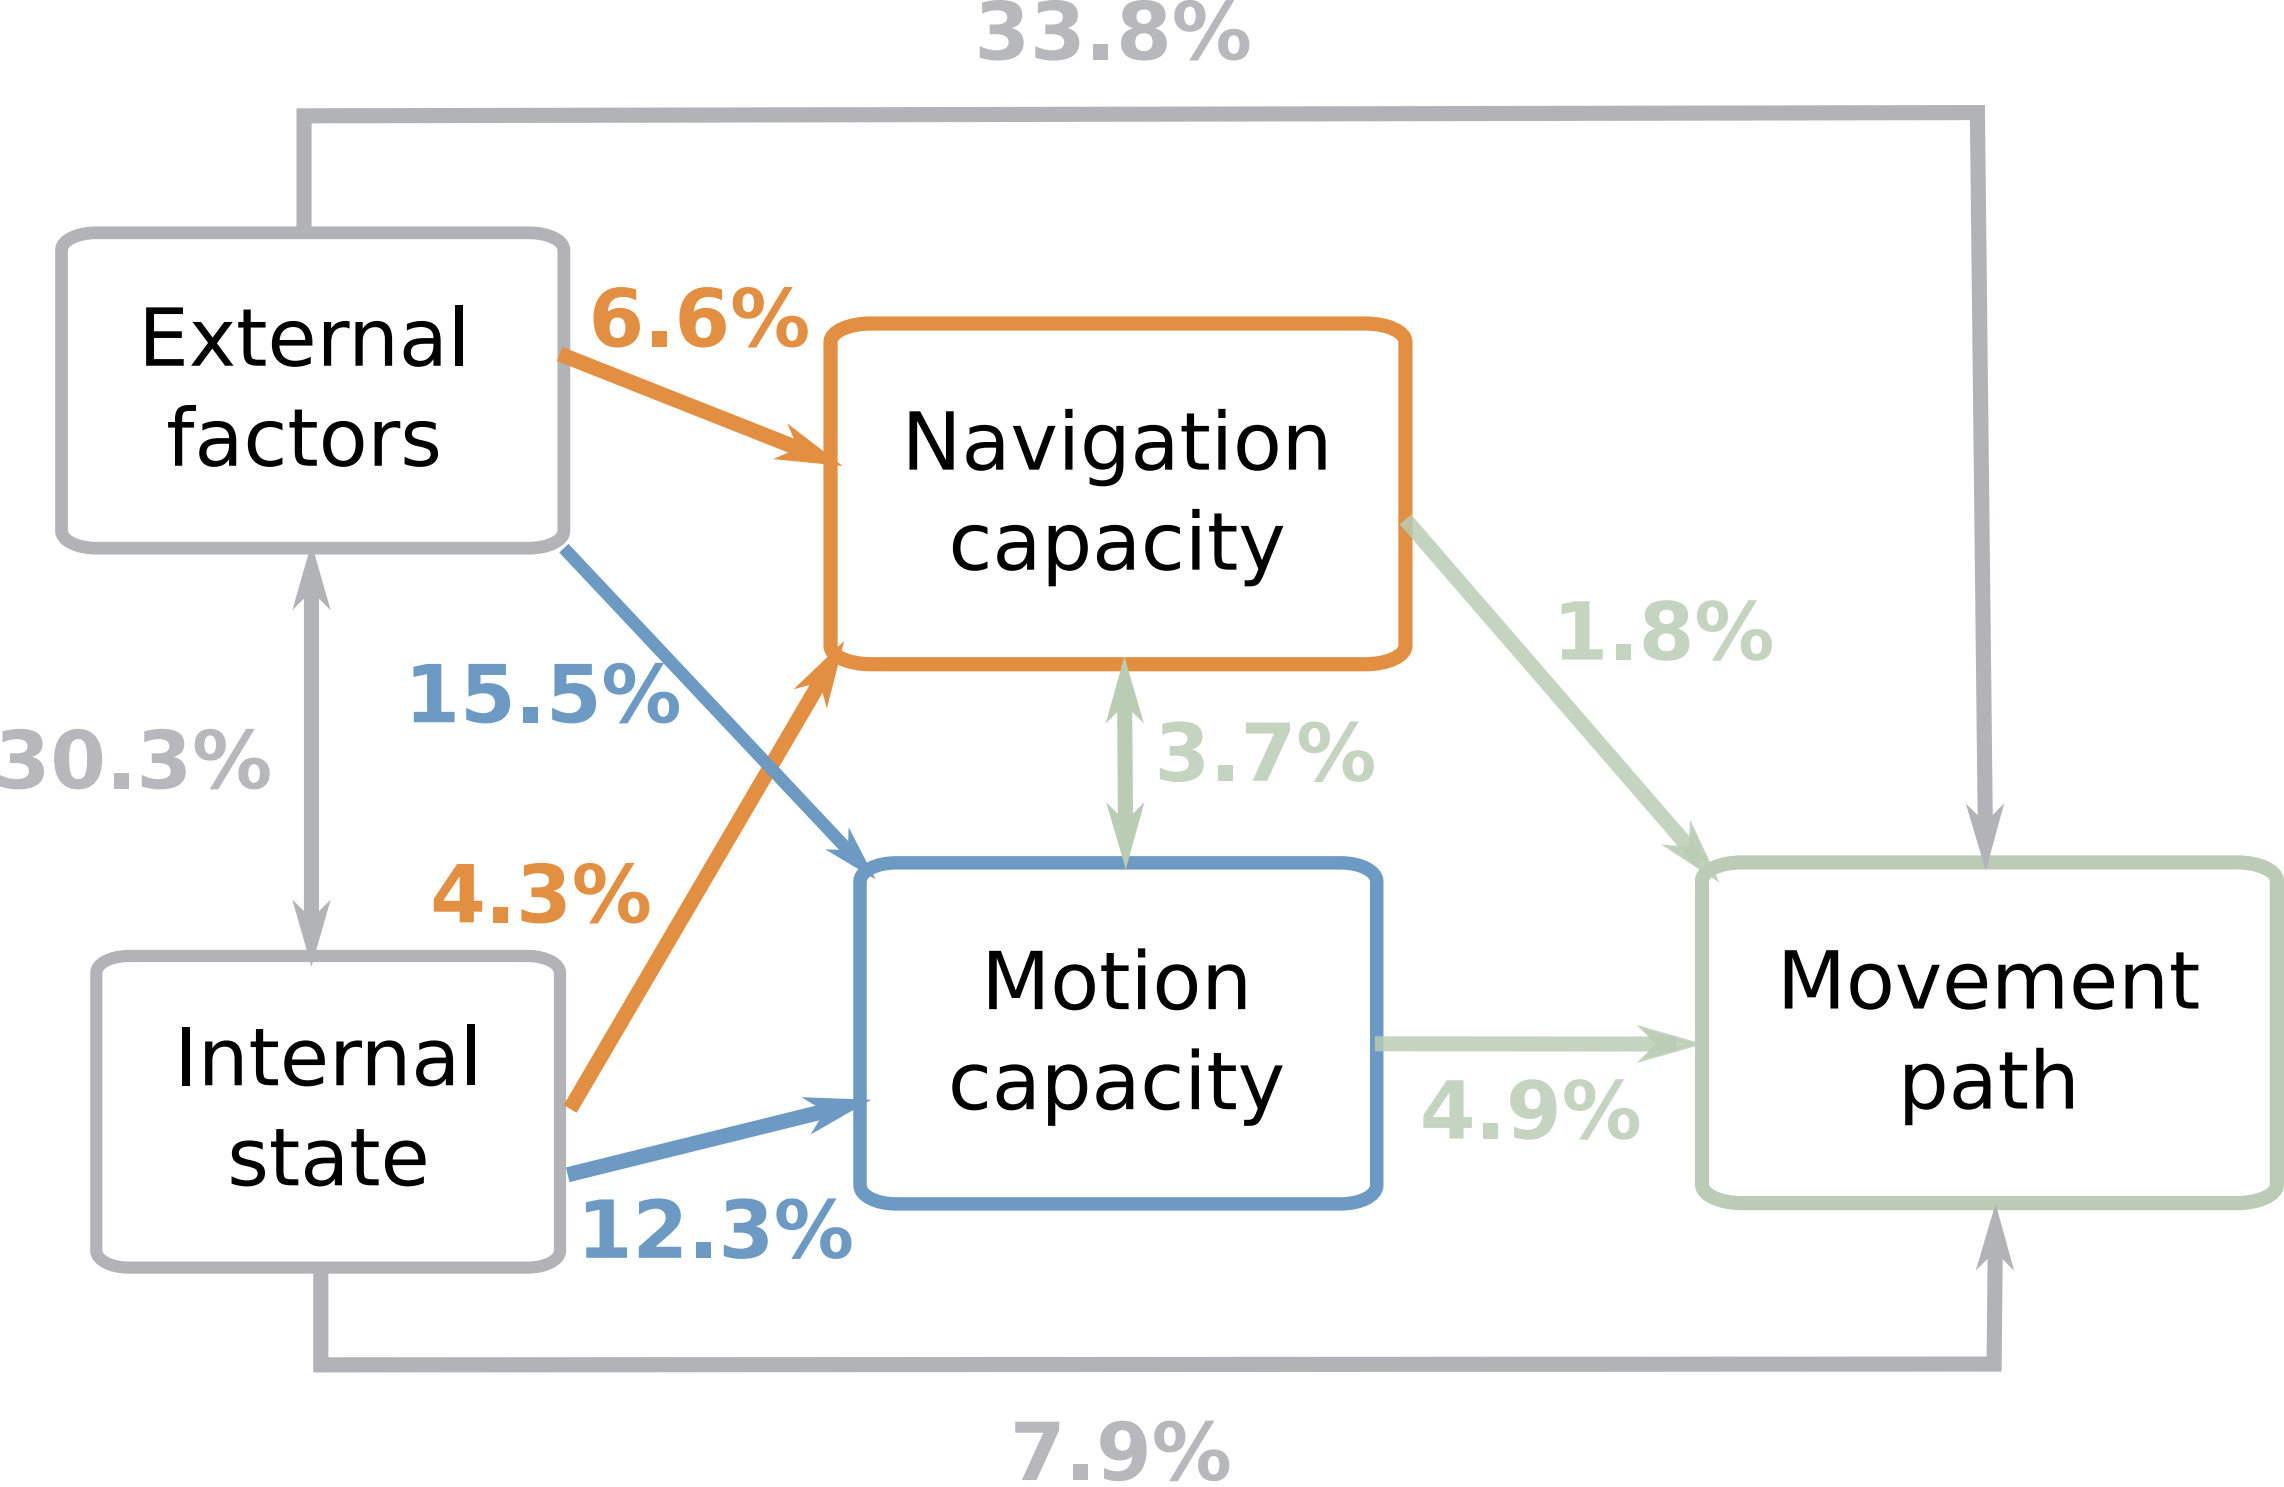 33.8%
External
factors
6.6%
Navigation
capacity
1.8%
15.5%
3.7%
30.3%
4.3%
Motion
capacity
Movement
path
4.9%
Internal
state
12.3%
7.9%